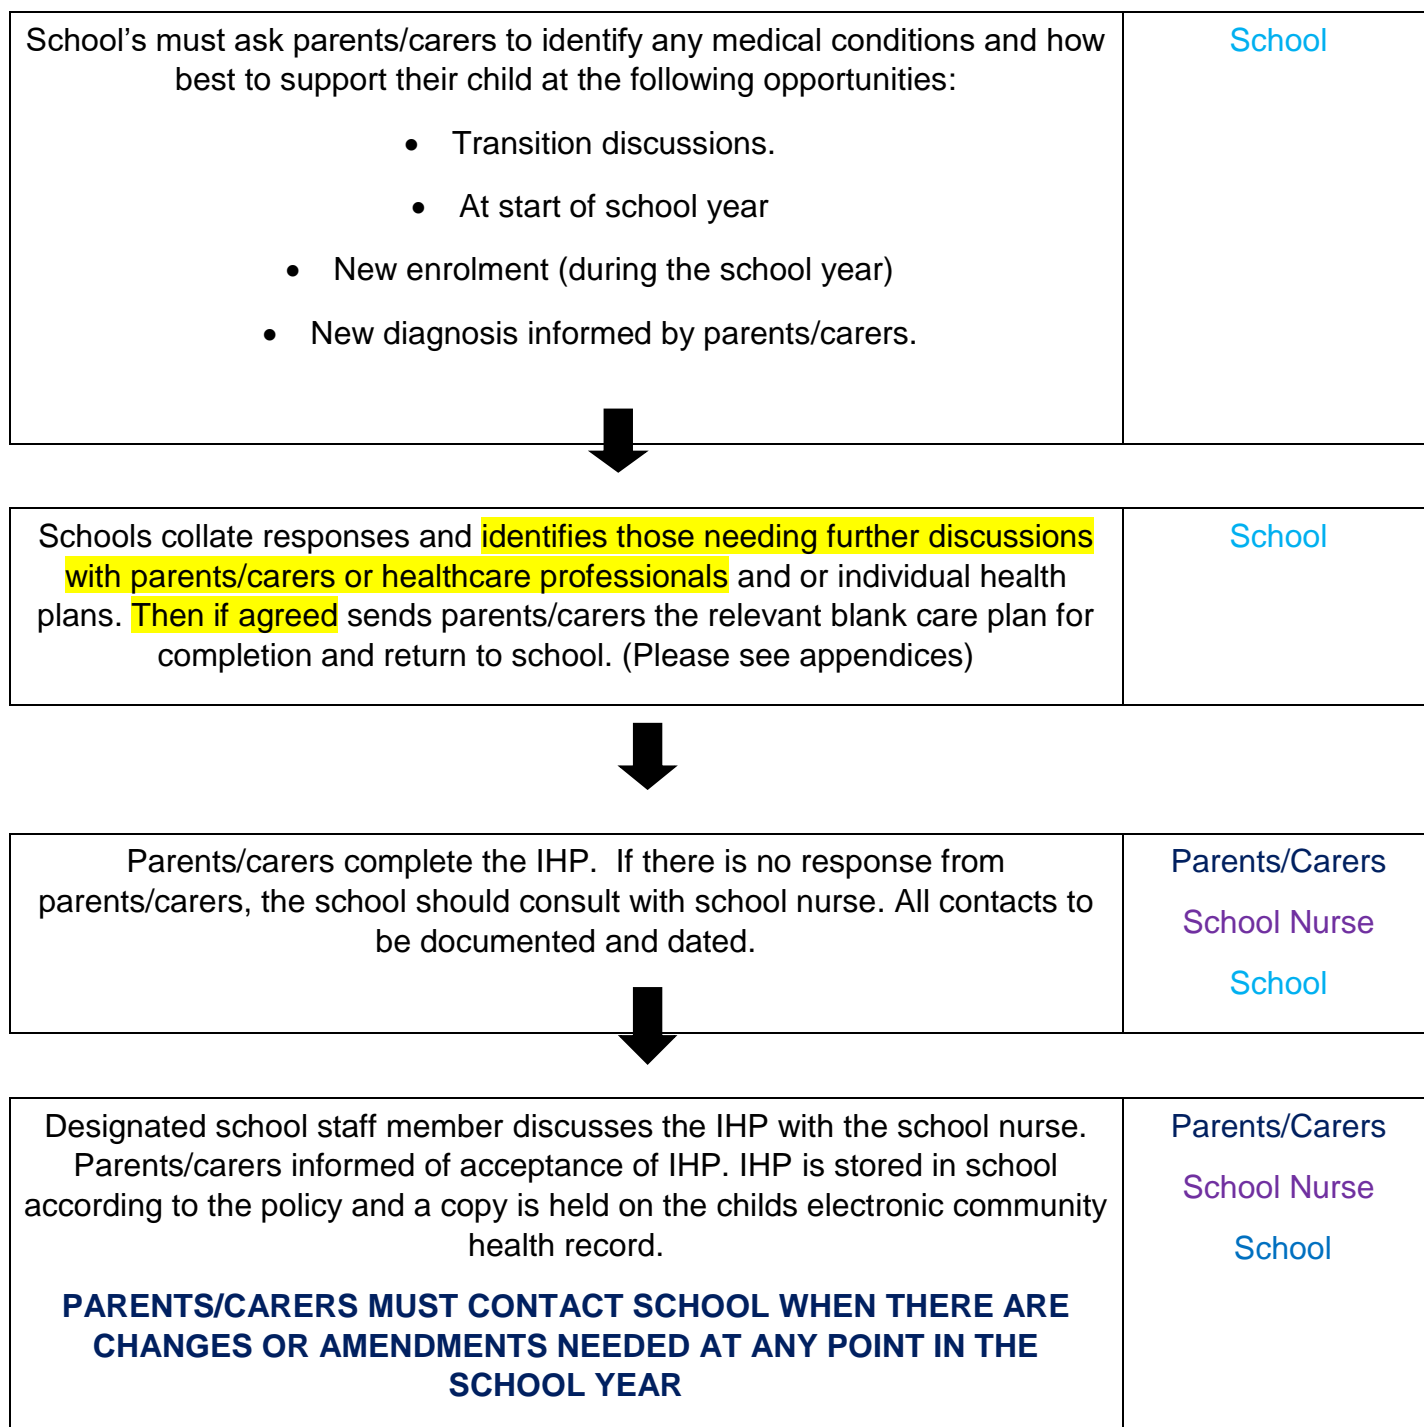 School's must ask parents/carers to identify any medical conditions and how
best to support their child at the following opportunities:
• Transition discussions.
• At start of school year
• New enrolment (during the school year)
• New diagnosis informed by parents/carers.
School
Schools collate responses and identifies those needing further discussions
with parents/carers or healthcare professionals and or individual health
plans. Then if agreed sends parents/carers the relevant blank care plan for
completion and return to school. (Please see appendices)
School
Parents/carers complete the IHP.  If there is no response from
parents/carers, the school should consult with school nurse. All contacts to
be documented and dated.
Parents/Carers
School Nurse
School
Designated school staff member discusses the IHP with the school nurse.
Parents/carers informed of acceptance of IHP. IHP is stored in school
according to the policy and a copy is held on the childs electronic community
health record.
PARENTS/CARERS MUST CONTACT SCHOOL WHEN THERE ARE
CHANGES OR AMENDMENTS NEEDED AT ANY POINT IN THE
SCHOOL YEAR
Parents/Carers
School Nurse
School